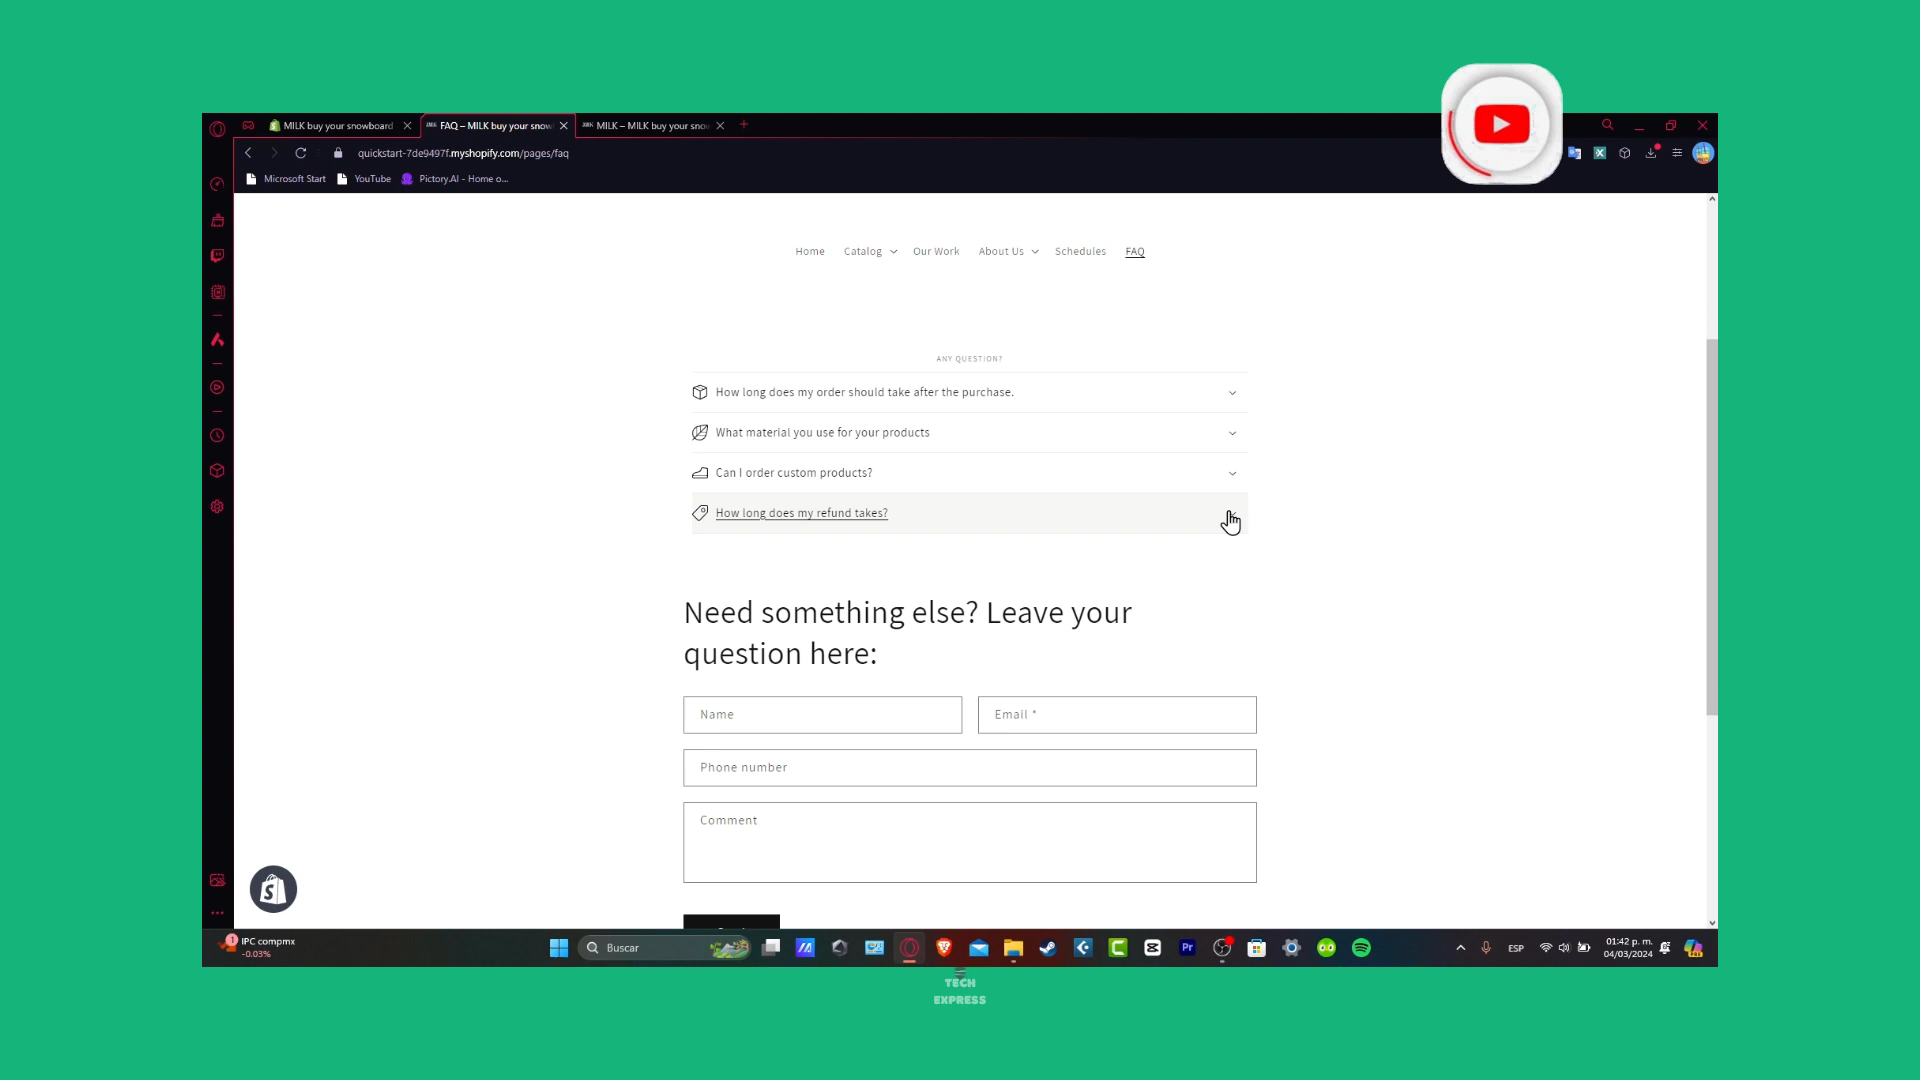 MILK buy your snowboard
FAQ – MILK buy your snow
MILK – MILK buy your sno
quickstart-7de9497f.myshopify.com/pages/faq
Microsoft Start
YouTube
Pictory.AI - Home o...
Home
Catalog
Our Work
About Us
Schedules
FAQ
ANY QUESTION?
How long does my order should take after the purchase.
What material you use for your products
Can I order custom products?
How long does my refund takes?
Need something else? Leave your
question here:
Name
Email *
Phone number
Comment
1
IPC compmx
-0.03%
Buscar
Pr
ESP
01:42 p. m.
04/03/2024
TECH
EXPRESS